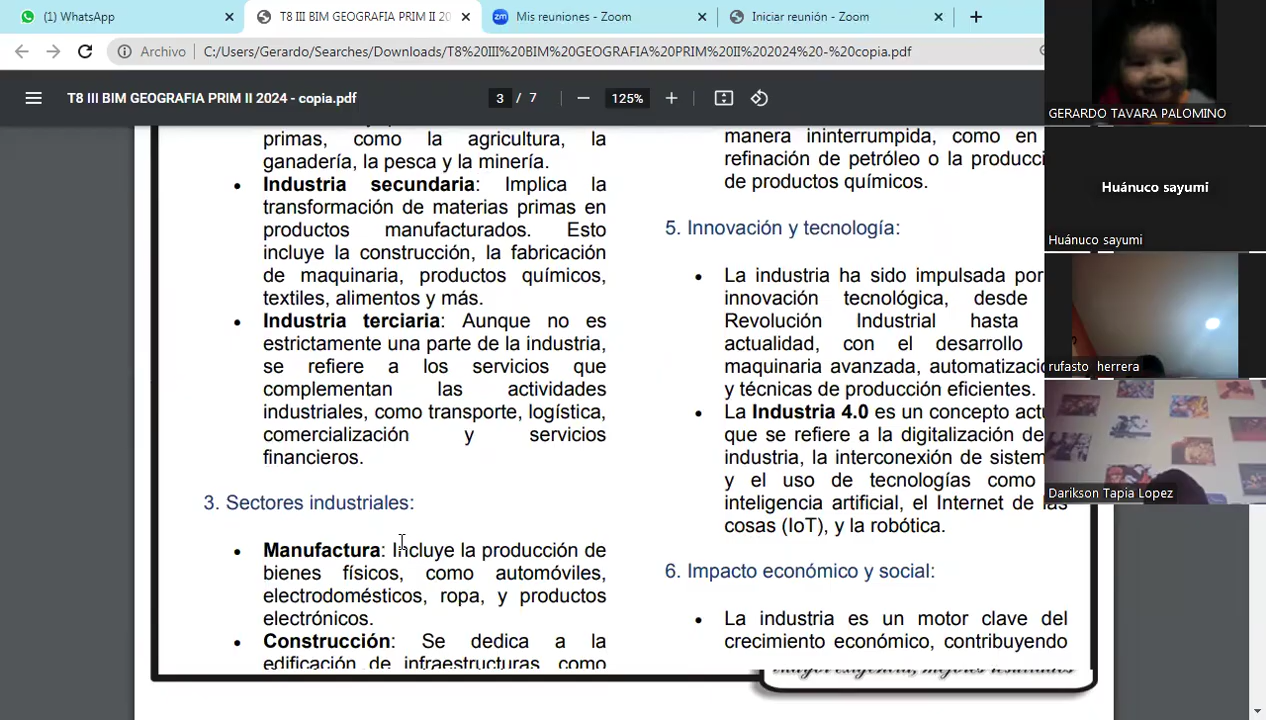 (1) WhatsApp
T8 III BIM GEOGRAFIA PRIM II 20
Mis reuniones - Zoom
Iniciar reunión - Zoom
Archivo
C:/Users/Gerardo/Searches/Downloads/T8%20III%20BIM%20GEOGRAFIA%20PRIM%20II%202024%20-%20copia.pdf
T8 III BIM GEOGRAFIA PRIM II 2024 - copia.pdf
3 / 7
125%
primas, como la agricultura, la
ganadería, la pesca y la minería.
• Industria secundaria: Implica la
transformación de materias primas en
productos manufacturados. Esto
incluye la construcción, la fabricación
de maquinaria, productos químicos,
textiles, alimentos y más.
• Industria terciaria: Aunque no es
estrictamente una parte de la industria,
se refiere a los servicios que
complementan las actividades
industriales, como transporte, logística,
comercialización y servicios
financieros.
3. Sectores industriales:
• Manufactura: Incluye la producción de
bienes físicos, como automóviles,
electrodomésticos, ropa, y productos
electrónicos.
• Construcción: Se dedica a la
edificación de infraestructuras, como
manera ininterrumpida, como en
refinación de petróleo o la producci
de productos químicos.
5. Innovación y tecnología:
• La industria ha sido impulsada por
innovación tecnológica, desde
Revolución Industrial hasta
actualidad, con el desarrollo
maquinaria avanzada, automatizació
y técnicas de producción eficientes.
• La Industria 4.0 es un concepto actu
que se refiere a la digitalización de
industria, la interconexión de sistem
y el uso de tecnologías como
inteligencia artificial, el Internet de las
cosas (IoT), y la robótica.
6. Impacto económico y social:
• La industria es un motor clave del
crecimiento económico, contribuyendo
mayor exigencia, mejores resultados
GERARDO TAVARA PALOMINO
Huánuco sayumi
Huánuco sayumi
rufasto herrera
Darikson Tapia Lopez